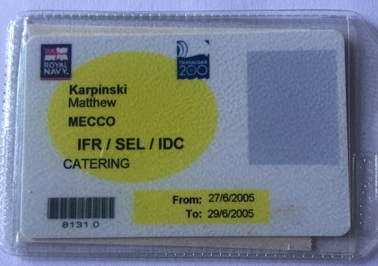 ROYAL
NAVY.
TRAFALGAR
200
Karpinski
Matthew
MECCO
IFR / SEL / IDC
CATERING
From: 27/6/2005
To: 29/6/2005
8131.0